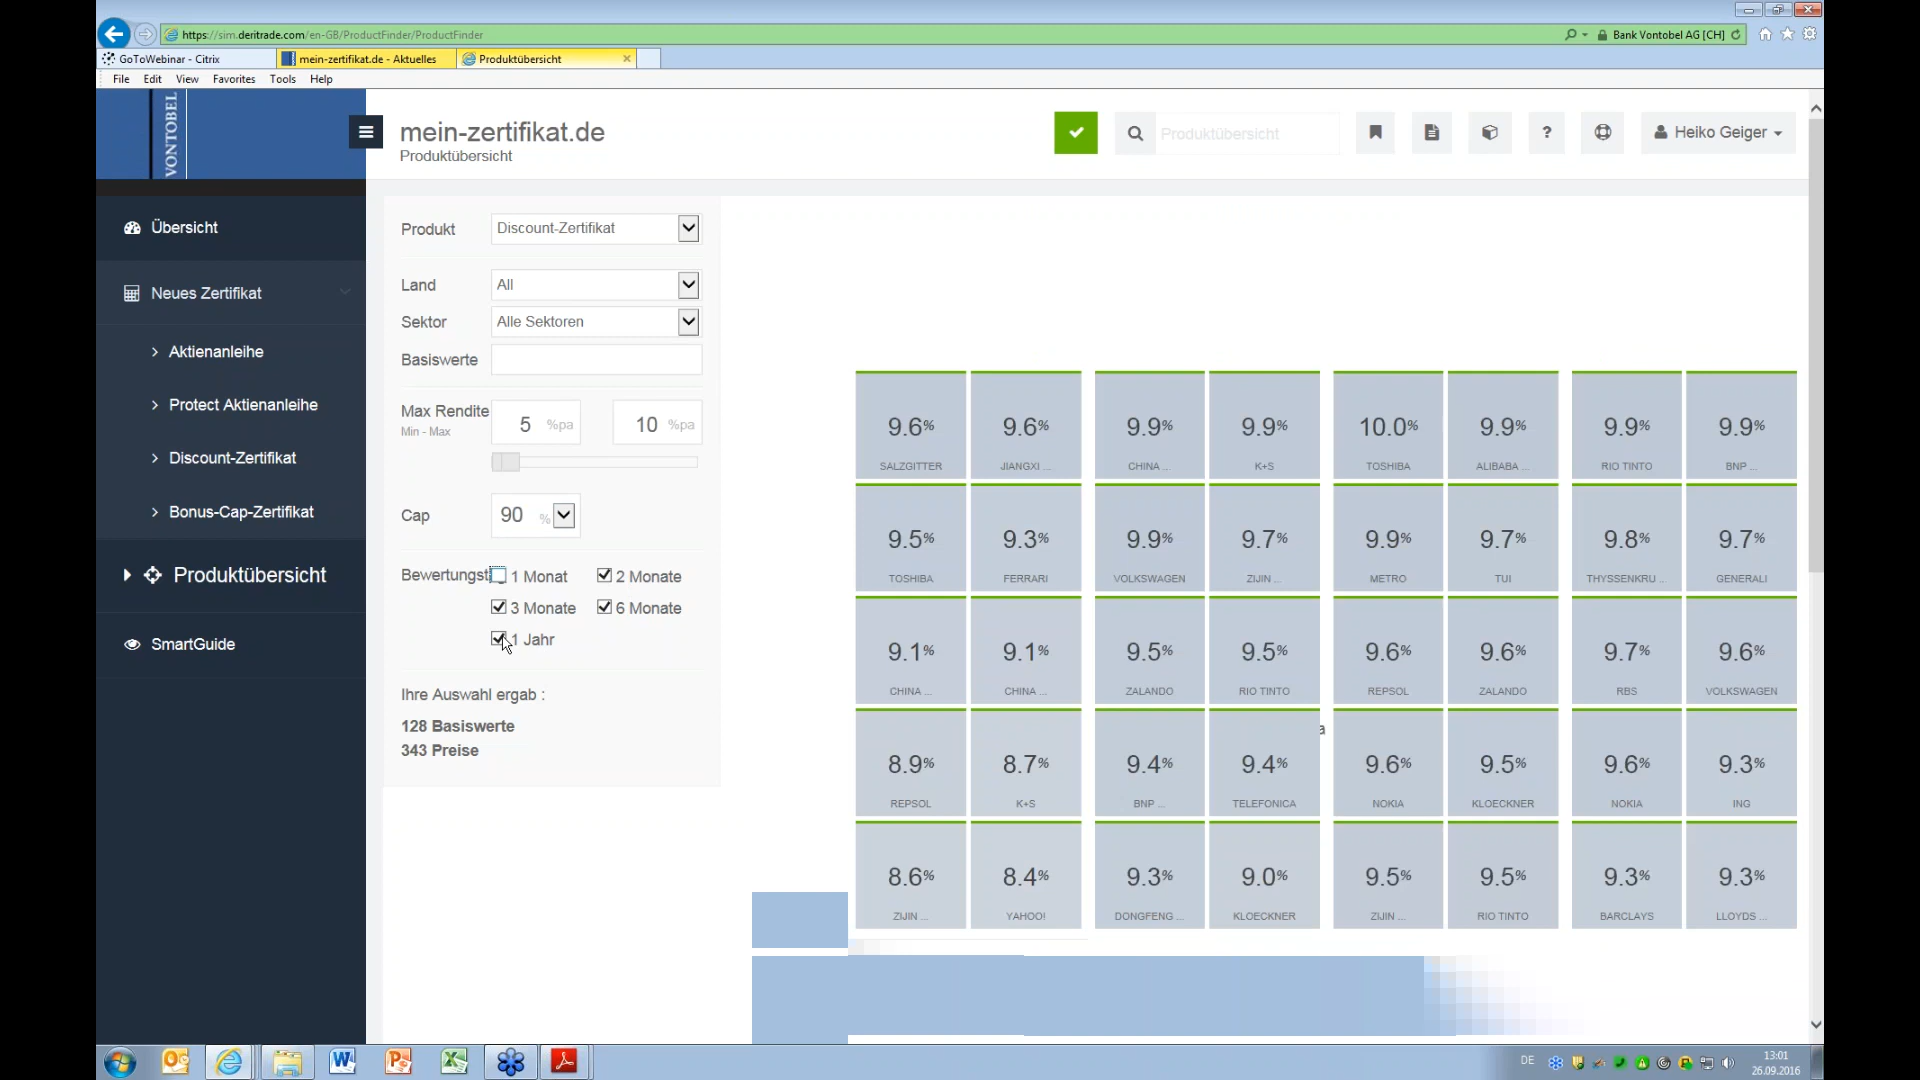 https://sim.deritrade.com/en-GB/ProductFinder/ProductFinder
Bank Vontobel AG [CH]
GoToWebinar - Citrix
mein-zertifikat.de - Aktuelles
Produktübersicht
File Edit View Favorites Tools Help
VONTOBEL
mein-zertifikat.de
Produktübersicht
Produktübersicht
?
Heiko Geiger
Übersicht
Neues Zertifikat
Aktienanleihe
Protect Aktienanleihe
Discount-Zertifikat
Bonus-Cap-Zertifikat
Produktübersicht
SmartGuide
Produkt Discount-Zertifikat
Land All
Sektor Alle Sektoren
Basiswerte
Max Rendite 5 %pa 10 %pa
Min - Max
Cap 90 %
Bewertungst 1 Monat 2 Monate
3 Monate 6 Monate
1 Jahr
Ihre Auswahl ergab :
128 Basiswerte
343 Preise
9.6% 9.6% 9.9% 9.9% 10.0% 9.9% 9.9% 9.9%
SALZGITTER JIANGXI ... CHINA ... K+S TOSHIBA ALIBABA ... RIO TINTO BNP ...
9.5% 9.3% 9.9% 9.7% 9.9% 9.7% 9.8% 9.7%
TOSHIBA FERRARI VOLKSWAGEN ZIJIN ... METRO TUI THYSSENKRU ... GENERALI
9.1% 9.1% 9.5% 9.5% 9.6% 9.6% 9.7% 9.6%
CHINA ... CHINA ... ZALANDO RIO TINTO REPSOL ZALANDO RBS VOLKSWAGEN
a
8.9% 8.7% 9.4% 9.4% 9.6% 9.5% 9.6% 9.3%
REPSOL K+S BNP ... TELEFONICA NOKIA KLOECKNER NOKIA ING
8.6% 8.4% 9.3% 9.0% 9.5% 9.5% 9.3% 9.3%
ZIJIN ... YAHOO! DONGFENG ... KLOECKNER ZIJIN ... RIO TINTO BARCLAYS LLOYDS ...
DE
13:01
26.09.2016